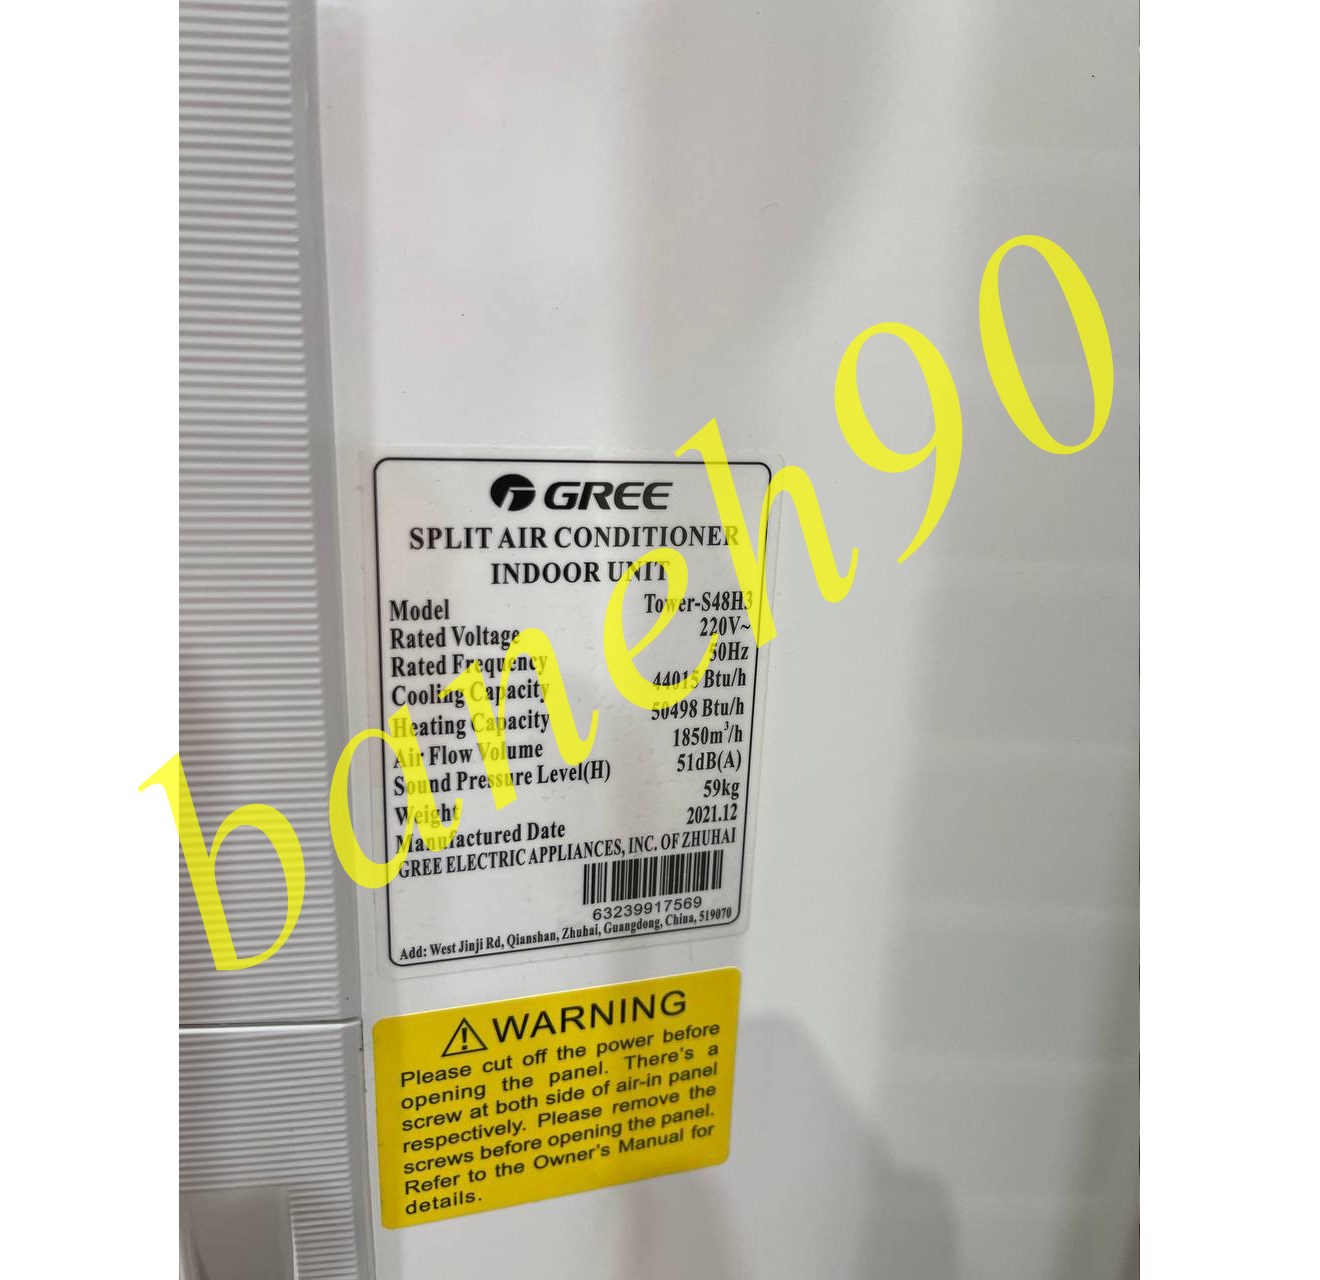 GREE
SPLIT AIR CONDITIONER
INDOOR UNIT
Model Tower-S48H3
Rated Voltage 220V~
Rated Frequency 50Hz
Cooling Capacity 44015 Btu/h
Heating Capacity 50498 Btu/h
Air Flow Volume 1850m³/h
Sound Pressure Level(H) 51dB(A)
Weight 59kg
Manufactured Date 2021.12
GREE ELECTRIC APPLIANCES, INC. OF ZHUHAI
63239917569
Add: West Jinji Rd, Qianshan, Zhuhai, Guangdong, China, 519070
WARNING
Please cut off the power before
opening the panel. There's a
screw at both side of air-in panel
respectively. Please remove the
screws before opening the panel.
Refer to the Owner's Manual for
details.
baneh90